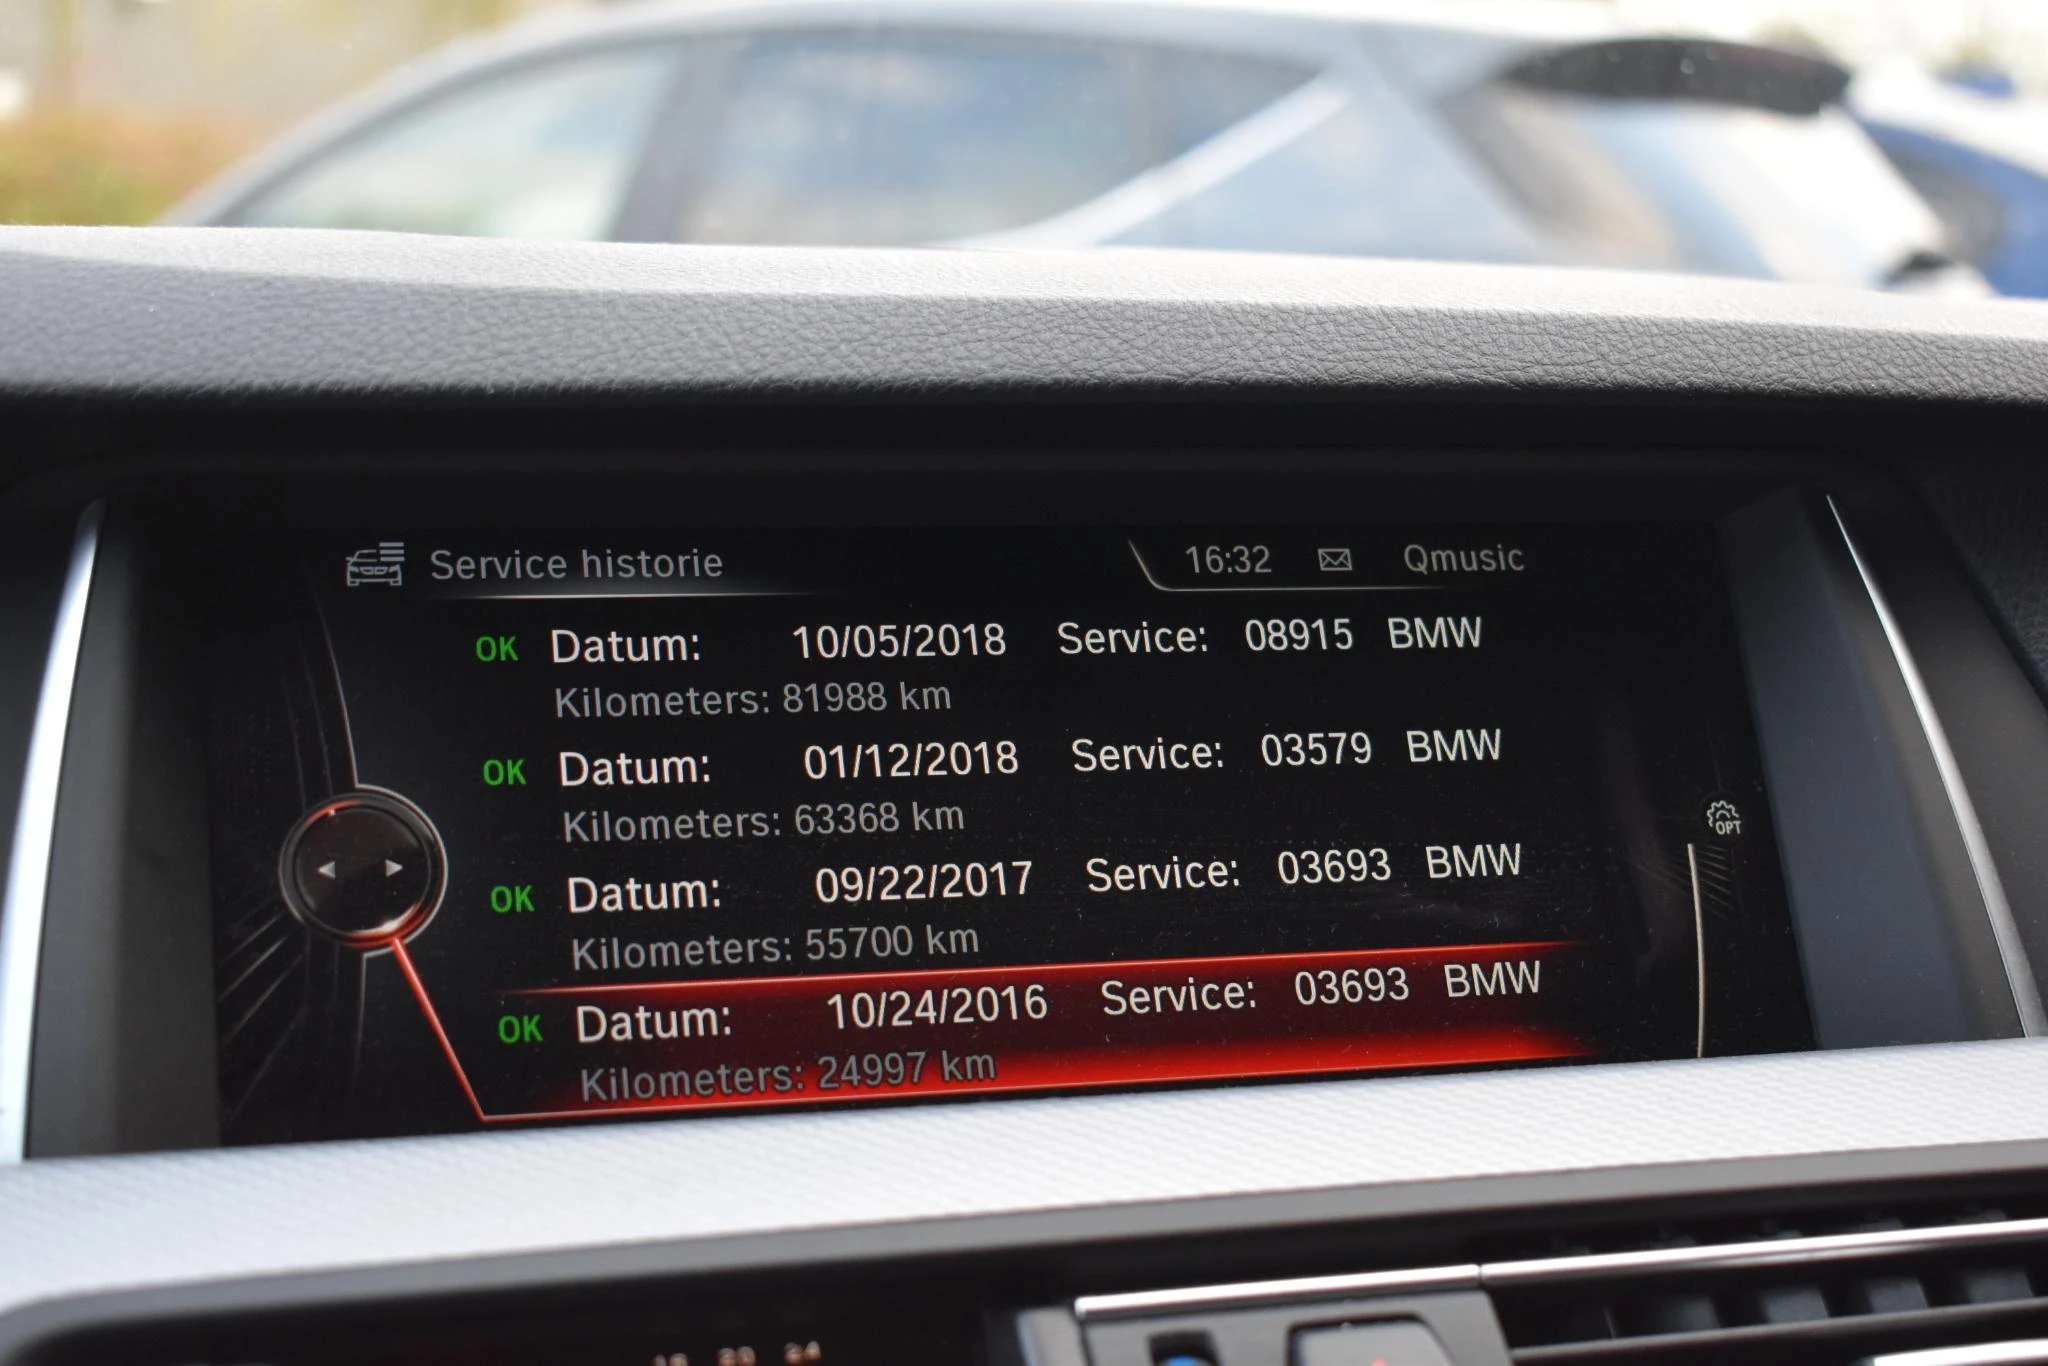 Service historie 16:32 Qmusic
OK Datum: 10/05/2018 Service: 08915 BMW
Kilometers: 81988 km
OK Datum: 01/12/2018 Service: 03579 BMW
Kilometers: 63368 km
OPT
OK Datum: 09/22/2017 Service: 03693 BMW
Kilometers: 55700 km
OK Datum: 10/24/2016 Service: 03693 BMW
Kilometers: 24997 km
20 24